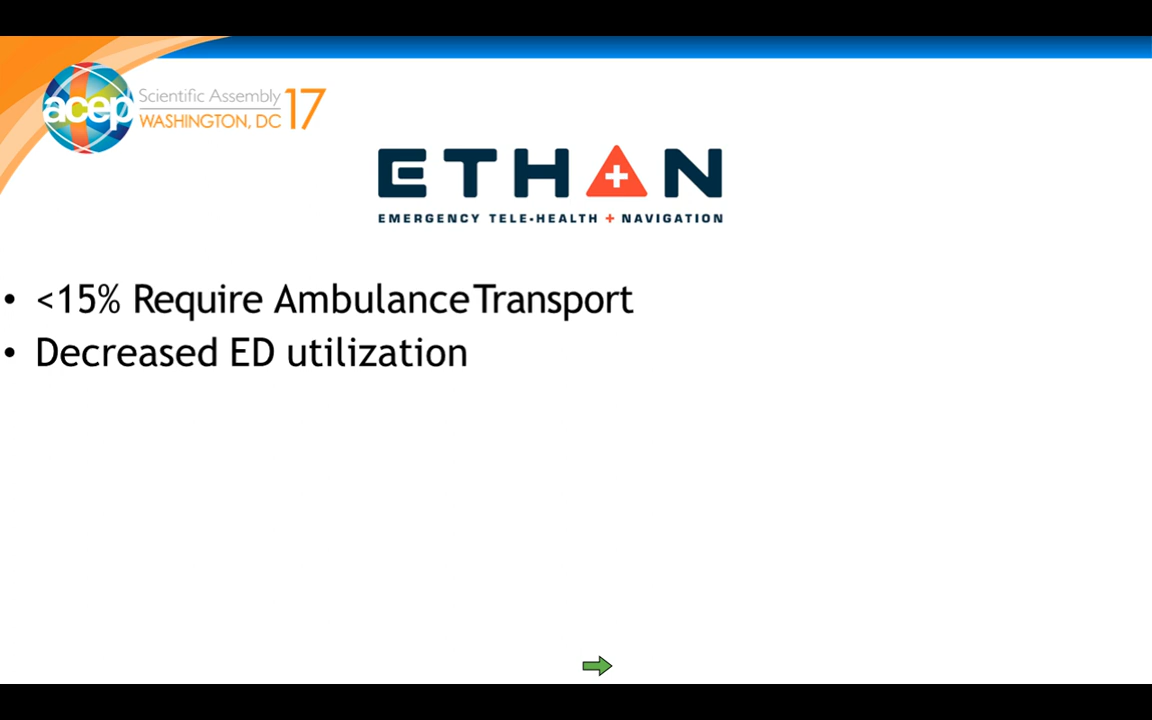 acep Scientific Assembly 17
WASHINGTON, DC
ETHAN
EMERGENCY TELE-HEALTH + NAVIGATION
• <15% Require Ambulance Transport
• Decreased ED utilization